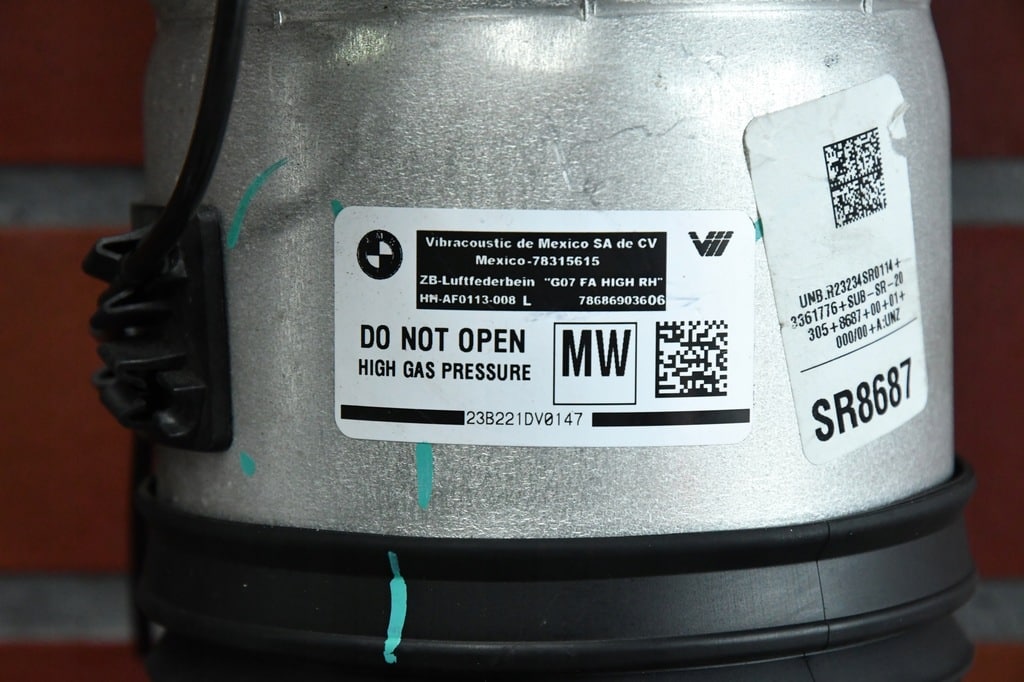 Vibracoustic de Mexico SA de CV
Mexico-78315615
ZB-Luftfederbein "G07 FA HIGH RH"
HN-AF0113-008 L 78686903606
DO NOT OPEN
HIGH GAS PRESSURE
MW
23B221DV0147
UNB.R23234SR0114+
3361776+SUB-SR-20
305+8687+00+01+
000/00+A:UNZ
SR8687